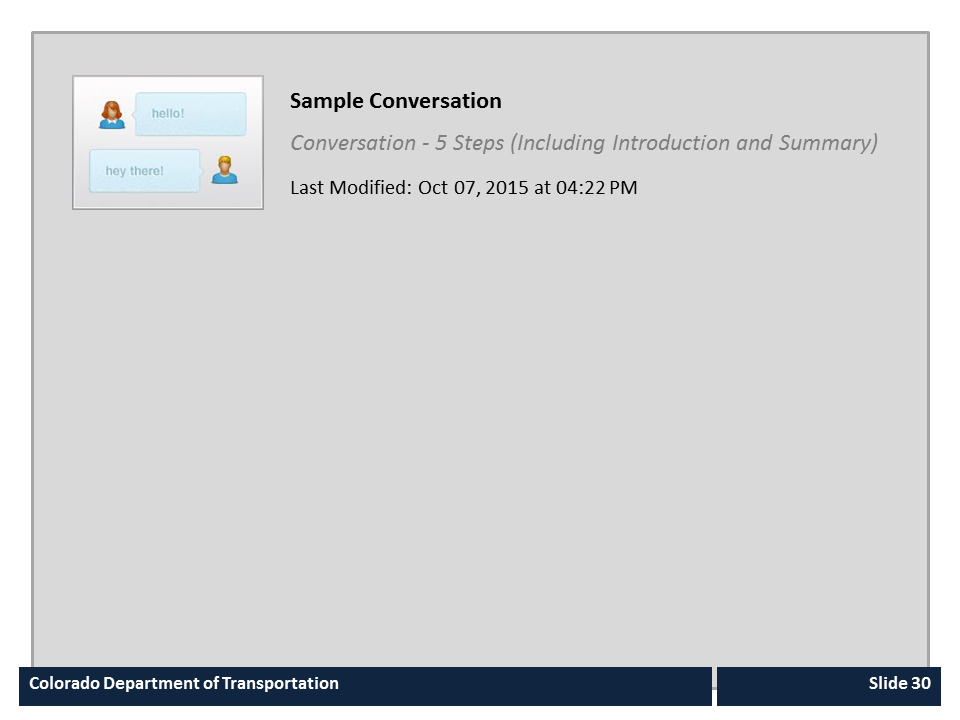 hello!
hey there!
Sample Conversation
Conversation - 5 Steps (Including Introduction and Summary)
Last Modified: Oct 07, 2015 at 04:22 PM
Colorado Department of Transportation
Slide 30